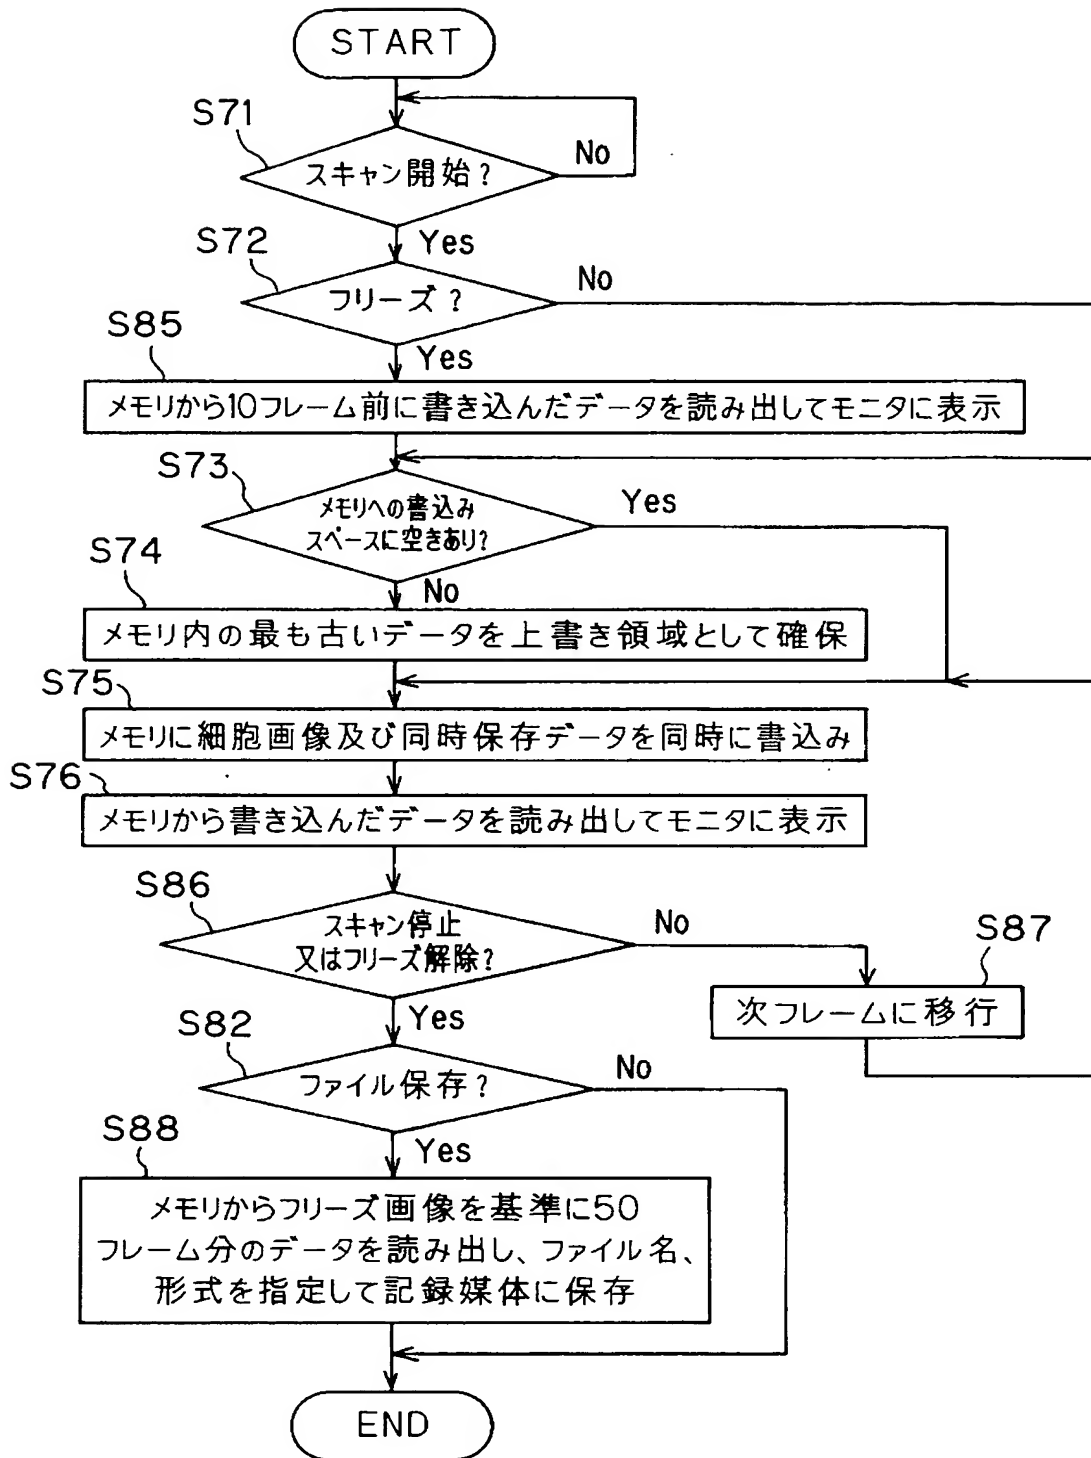 START
S71
スキャン開始?
No
Yes
S72
フリーズ?
No
Yes
S85
メモリから10フレーム前に書き込んだデータを読み出してモニタに表示
S73
メモリへの書込み
スペースに空きあり?
Yes
No
S74
メモリ内の最も古いデータを上書き領域として確保
S75
メモリに細胞画像及び同時保存データを同時に書込み
S76
メモリから書き込んだデータを読み出してモニタに表示
S86
スキャン停止
又はフリーズ解除?
No
Yes
S87
次フレームに移行
S82
ファイル保存?
No
Yes
S88
メモリからフリーズ画像を基準に50
フレーム分のデータを読み出し、ファイル名、
形式を指定して記録媒体に保存
END